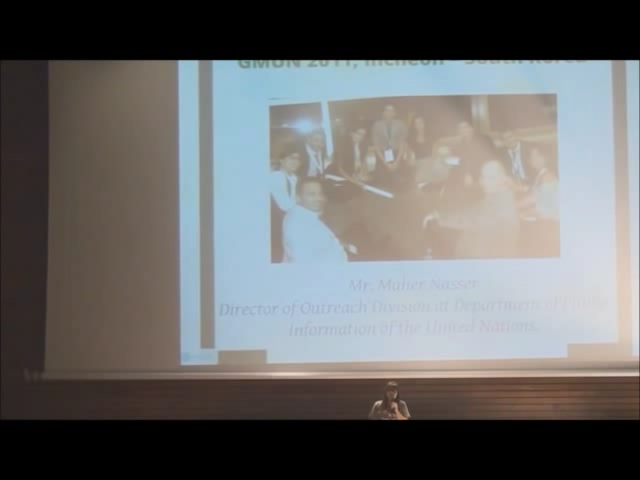 GMUN 2011, Incheon - South Korea
Mr. Maher Nasser
Director of Outreach Division at Department of Public
Information of the United Nations.